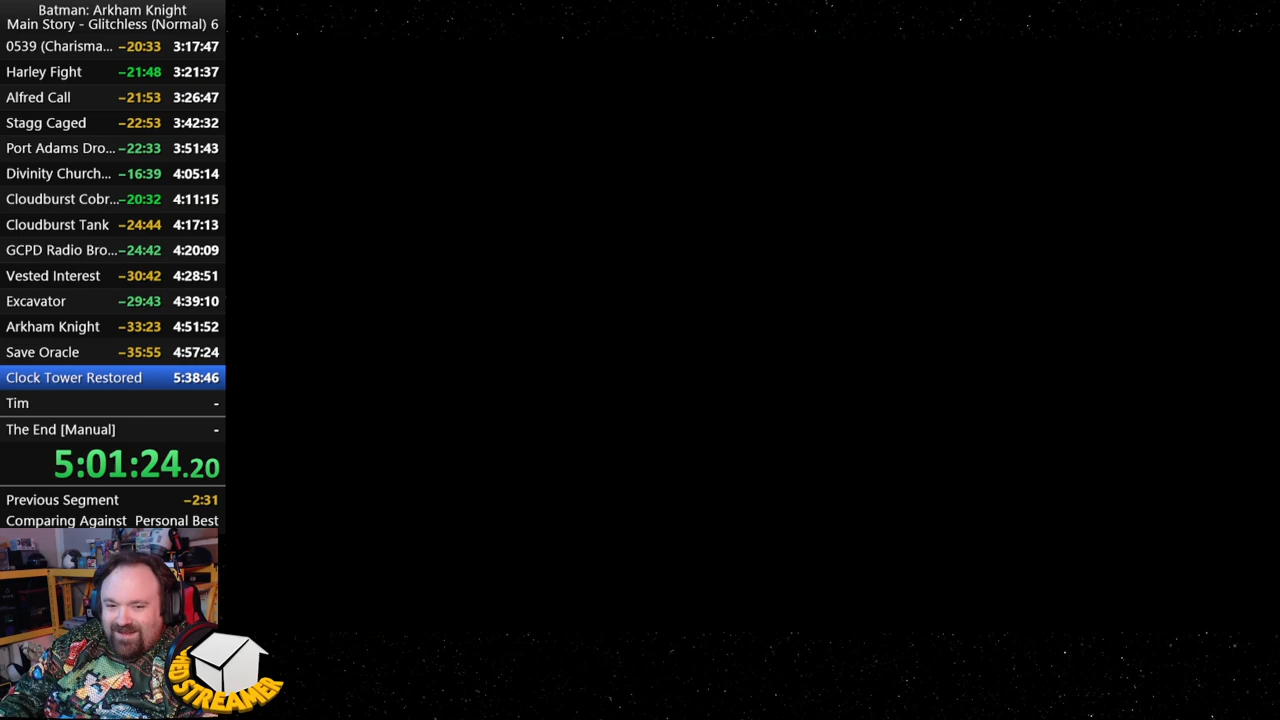 Batman: Arkham Knight
Main Story - Glitchless (Normal) 6
0539 (Charisma... −20:33 3:17:47
Harley Fight −21:48 3:21:37
Alfred Call −21:53 3:26:47
Stagg Caged −22:53 3:42:32
Port Adams Dro... −22:33 3:51:43
Divinity Church... −16:39 4:05:14
Cloudburst Cobr... −20:32 4:11:15
Cloudburst Tank −24:44 4:17:13
GCPD Radio Bro... −24:42 4:20:09
Vested Interest −30:42 4:28:51
Excavator −29:43 4:39:10
Arkham Knight −33:23 4:51:52
Save Oracle −35:55 4:57:24
Clock Tower Restored 5:38:46
Tim -
The End [Manual] -
5:01:24.20
Previous Segment −2:31
Comparing Against Personal Best
STREAMER